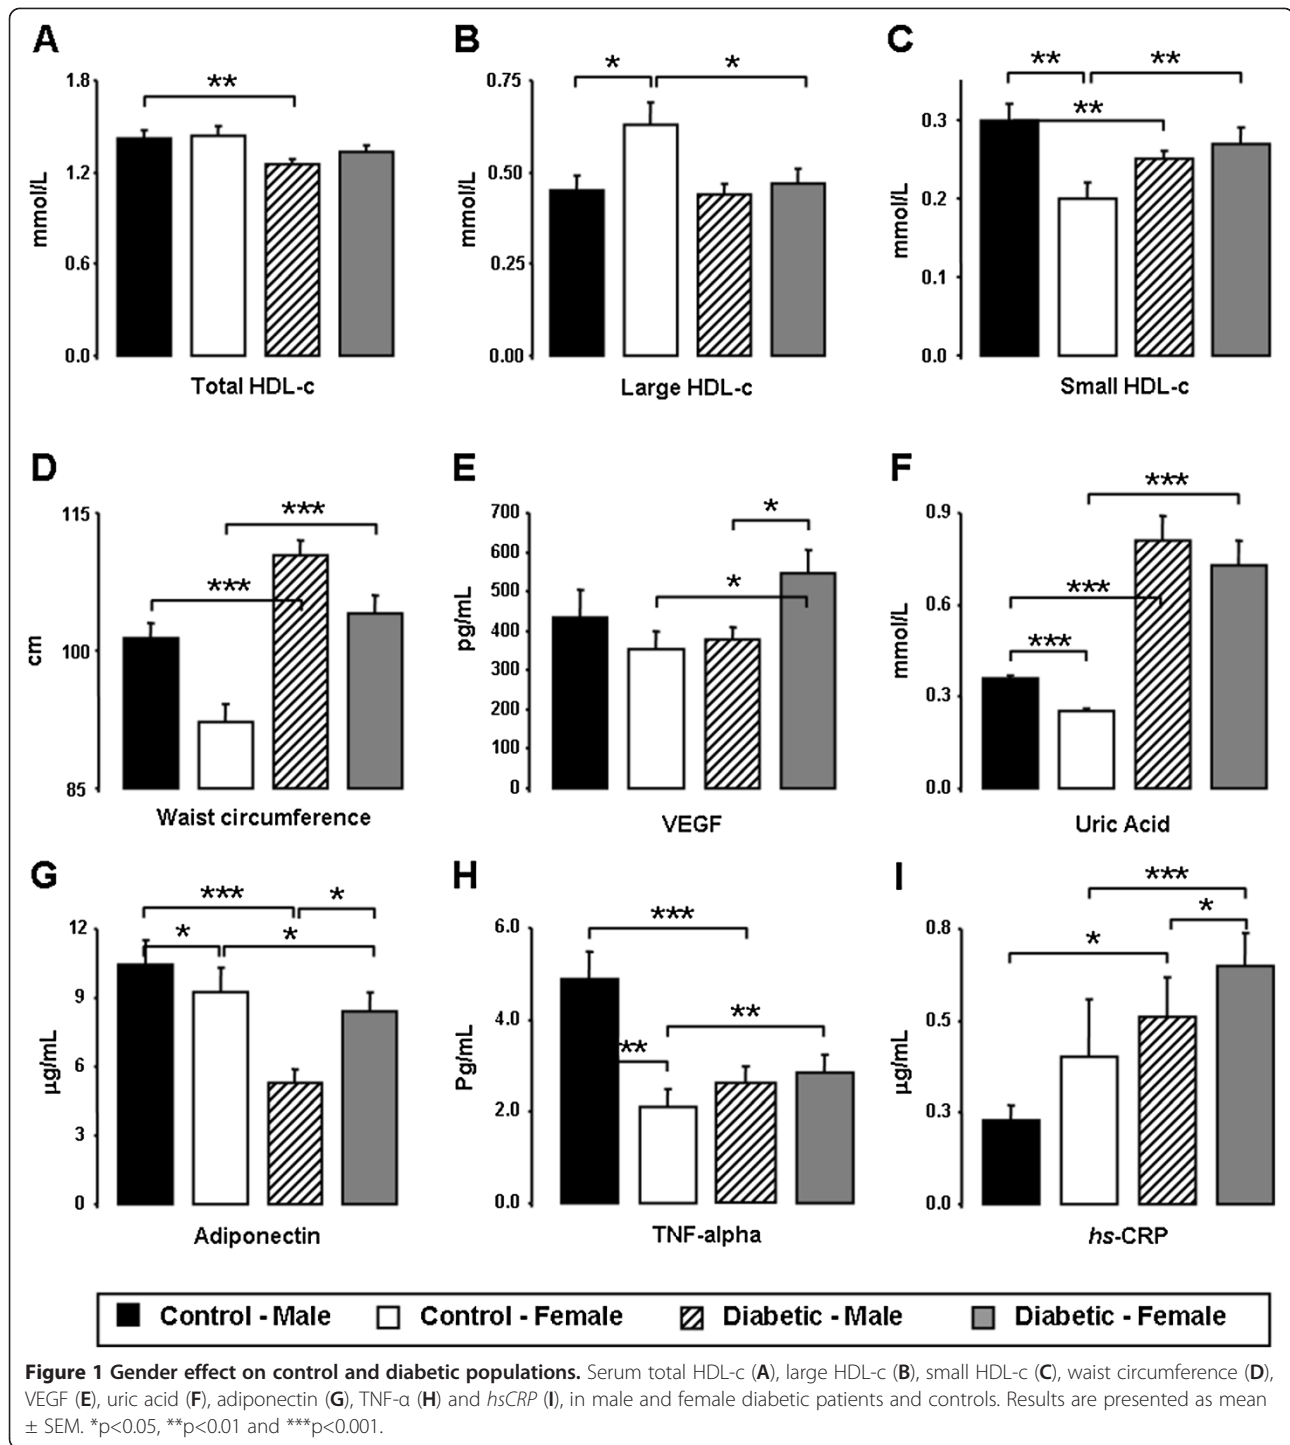 A
**
1.8
1.2
0.6
0.0
mmol/L
Total HDL-c
B
*
*
0.75
0.50
0.25
0.00
mmol/L
Large HDL-c
C
**
**
**
0.3
0.2
0.1
0.0
mmol/L
Small HDL-c
D
***
***
115
100
85
cm
Waist circumference
E
*
*
700
600
500
400
300
200
100
0
pg/mL
VEGF
F
***
***
***
0.9
0.6
0.3
0.0
mmol/L
Uric Acid
G
***
*
*
*
12
9
6
3
0
µg/mL
Adiponectin
H
***
**
**
6.0
4.0
2.0
0.0
Pg/mL
TNF-alpha
I
***
*
*
0.8
0.5
0.3
0.0
µg/mL
hs-CRP
Control - Male
Control - Female
Diabetic - Male
Diabetic - Female
Figure 1 Gender effect on control and diabetic populations. Serum total HDL-c (A), large HDL-c (B), small HDL-c (C), waist circumference (D),
VEGF (E), uric acid (F), adiponectin (G), TNF-α (H) and hsCRP (I), in male and female diabetic patients and controls. Results are presented as mean
± SEM. *p<0.05, **p<0.01 and ***p<0.001.